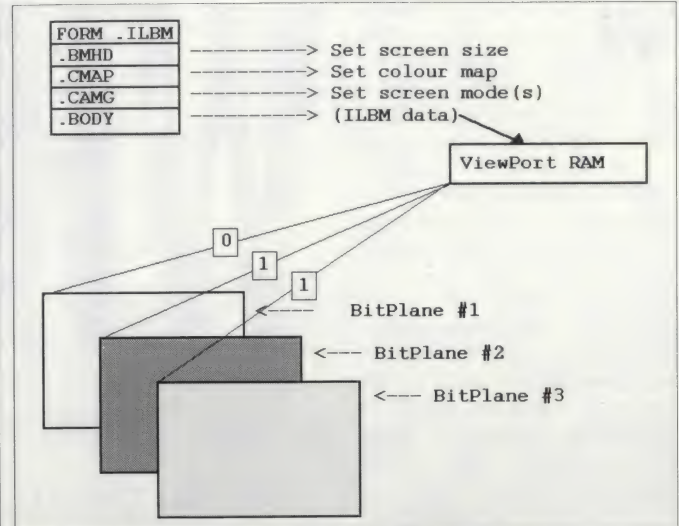 FORM .ILBM
.BMHD -----------> Set screen size
.CMAP -----------> Set colour map
.CAMG -----------> Set screen mode(s)
.BODY -----------> (ILBM data)
ViewPort RAM
0
1
1
<---- BitPlane #1
<--- BitPlane #2
<--- BitPlane #3